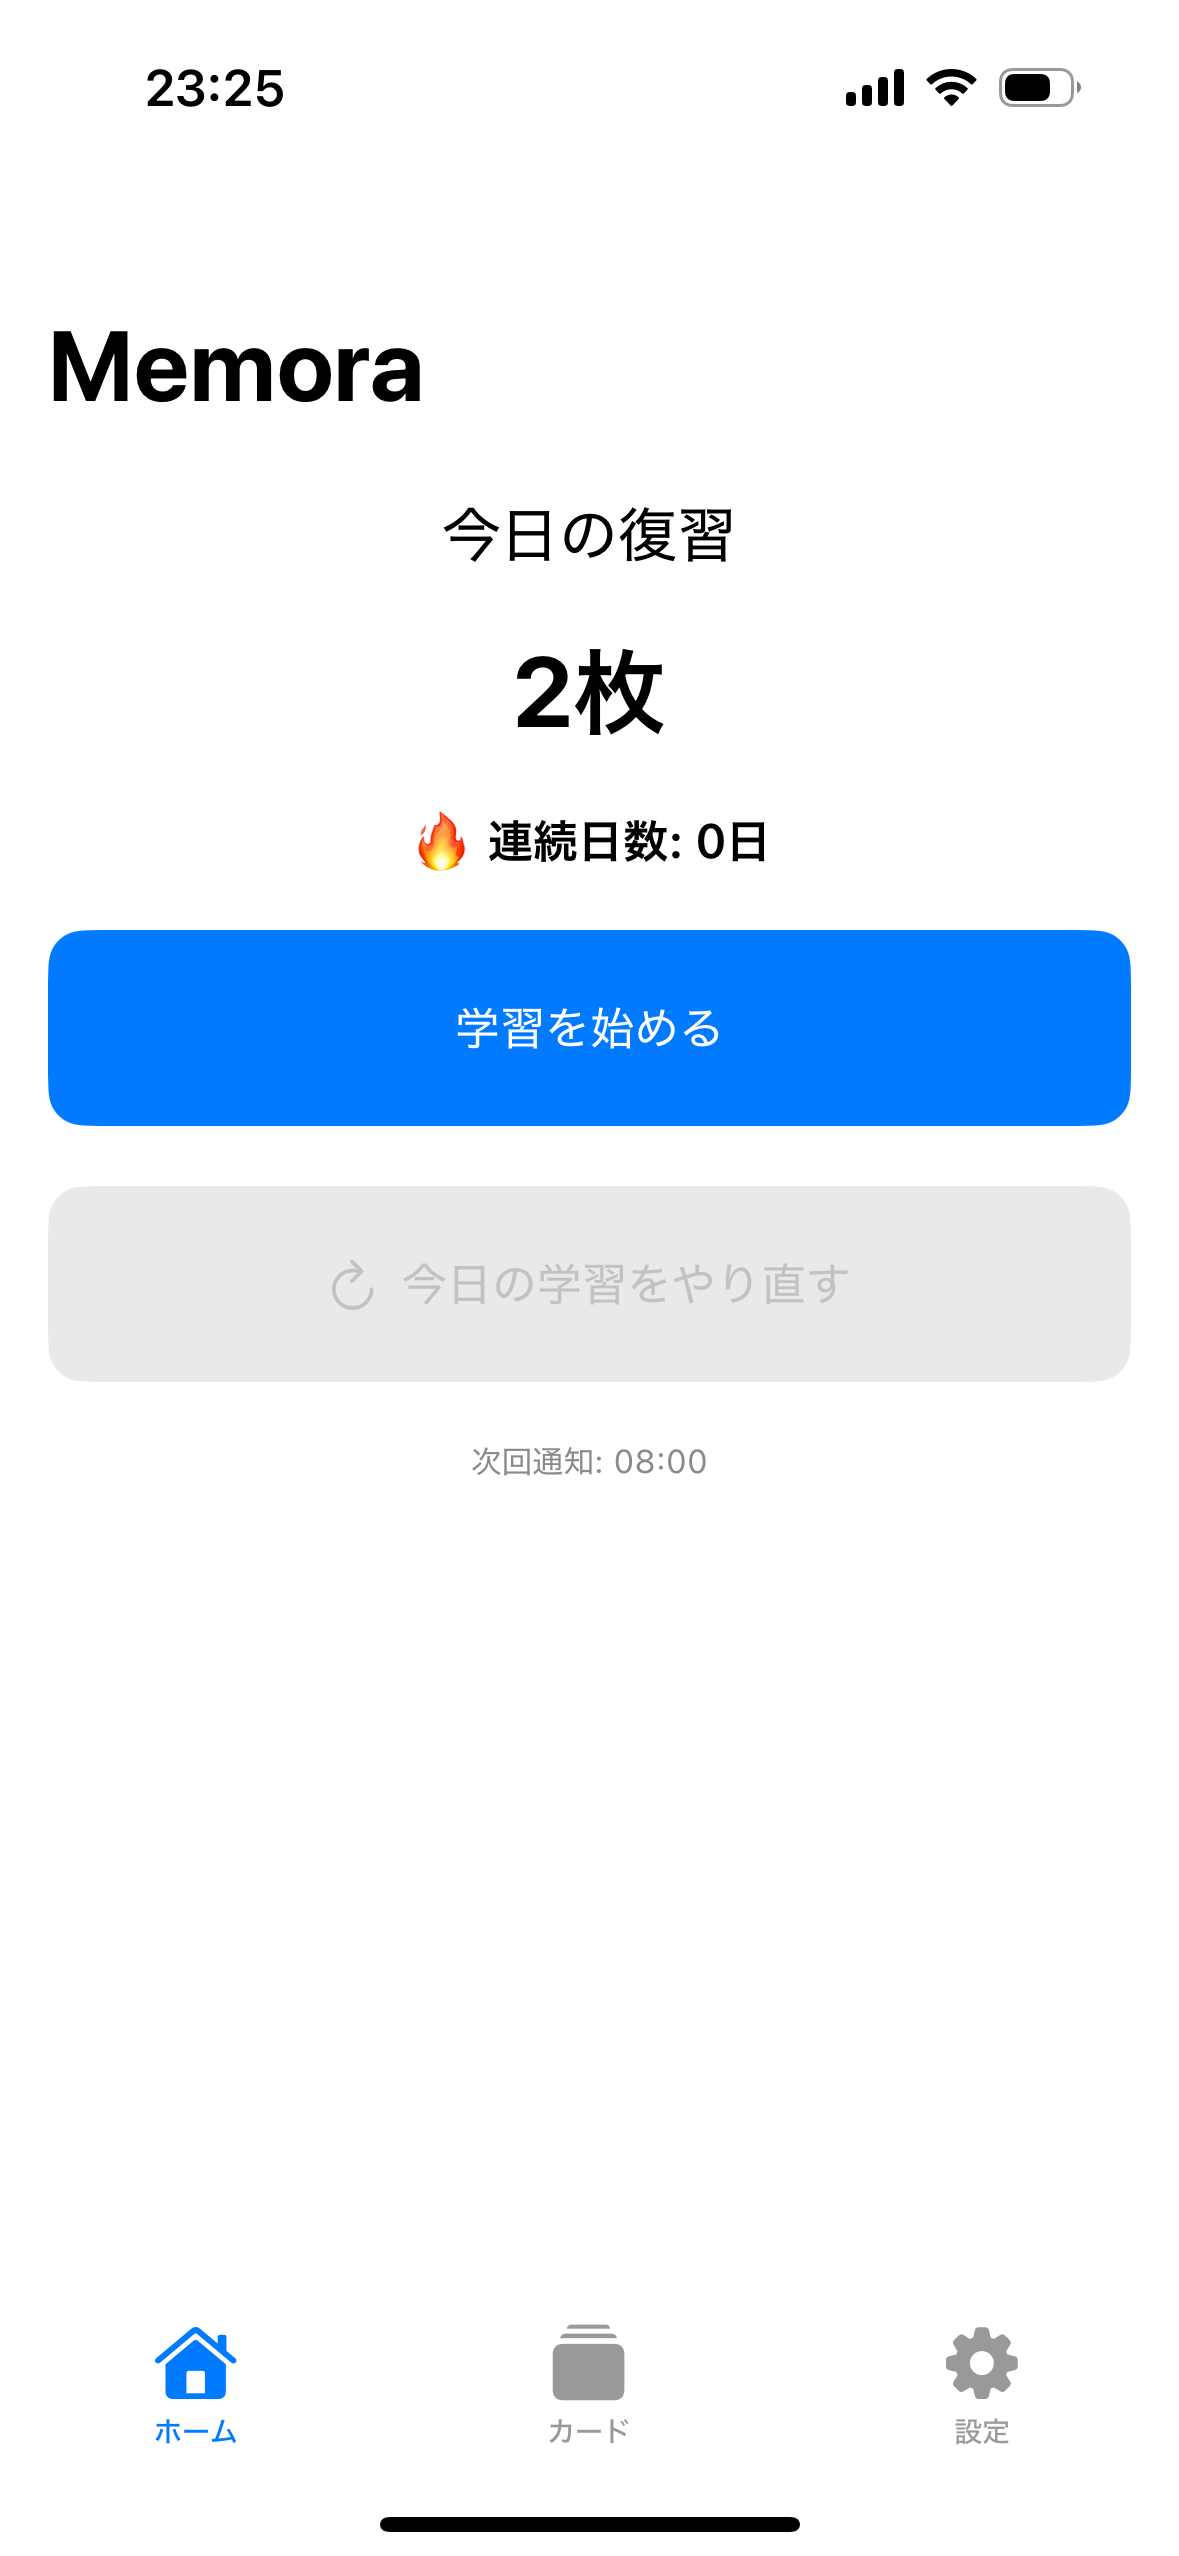 23:25
Memora
今日の復習
2枚
🔥 連続日数: 0日
学習を始める
今日の学習をやり直す
次回通知: 08:00
ホーム
カード
設定